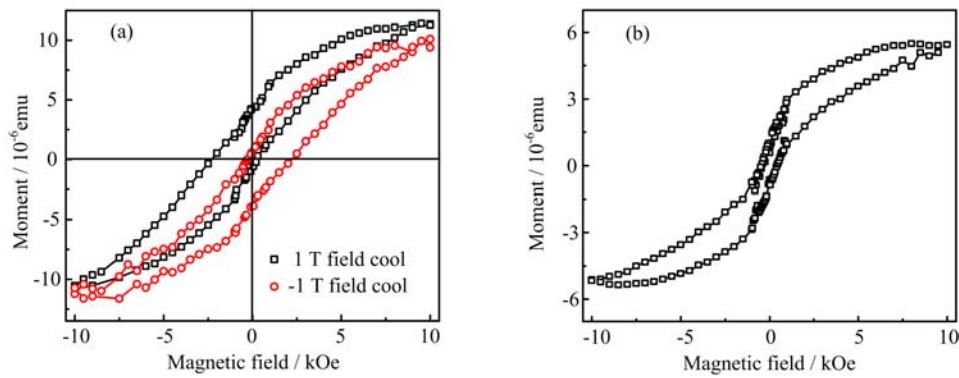 (a)
10
5
0
-5
-10
Moment / 10⁻⁶emu
1 T field cool
-1 T field cool
-10 -5 0 5 10
Magnetic field / kOe
(b)
6
3
0
-3
-6
Moment / 10⁻⁶emu
-10 -5 0 5 10
Magnetic field / kOe